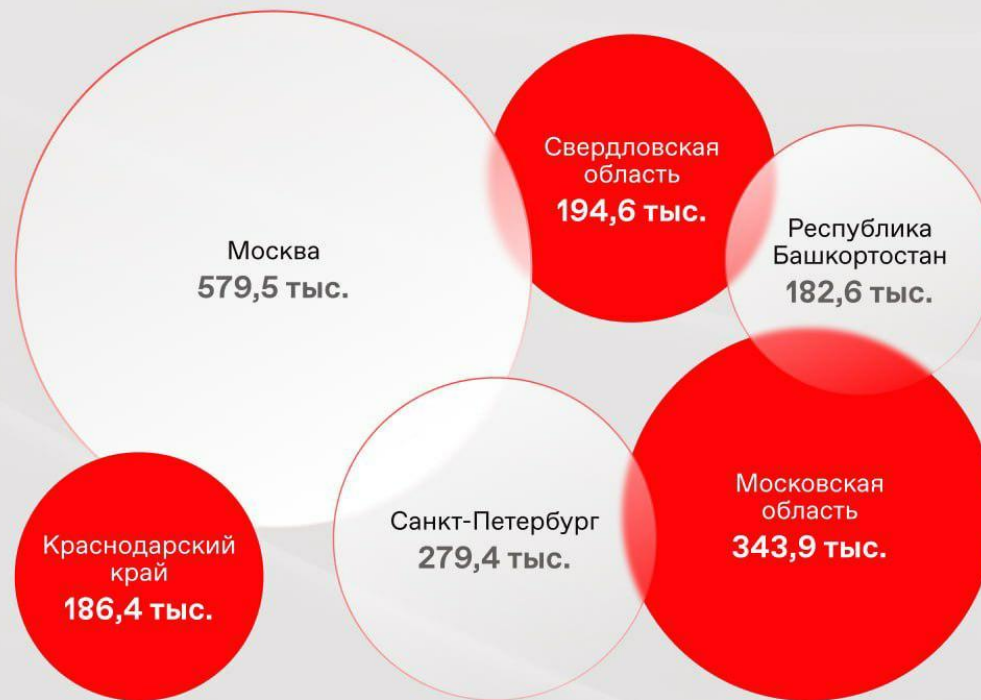 Свердловская
область
194,6 тыс.
Республика
Башкортостан
182,6 тыс.
Москва
579,5 тыс.
Московская
область
343,9 тыс.
Санкт-Петербург
279,4 тыс.
Краснодарский
край
186,4 тыс.